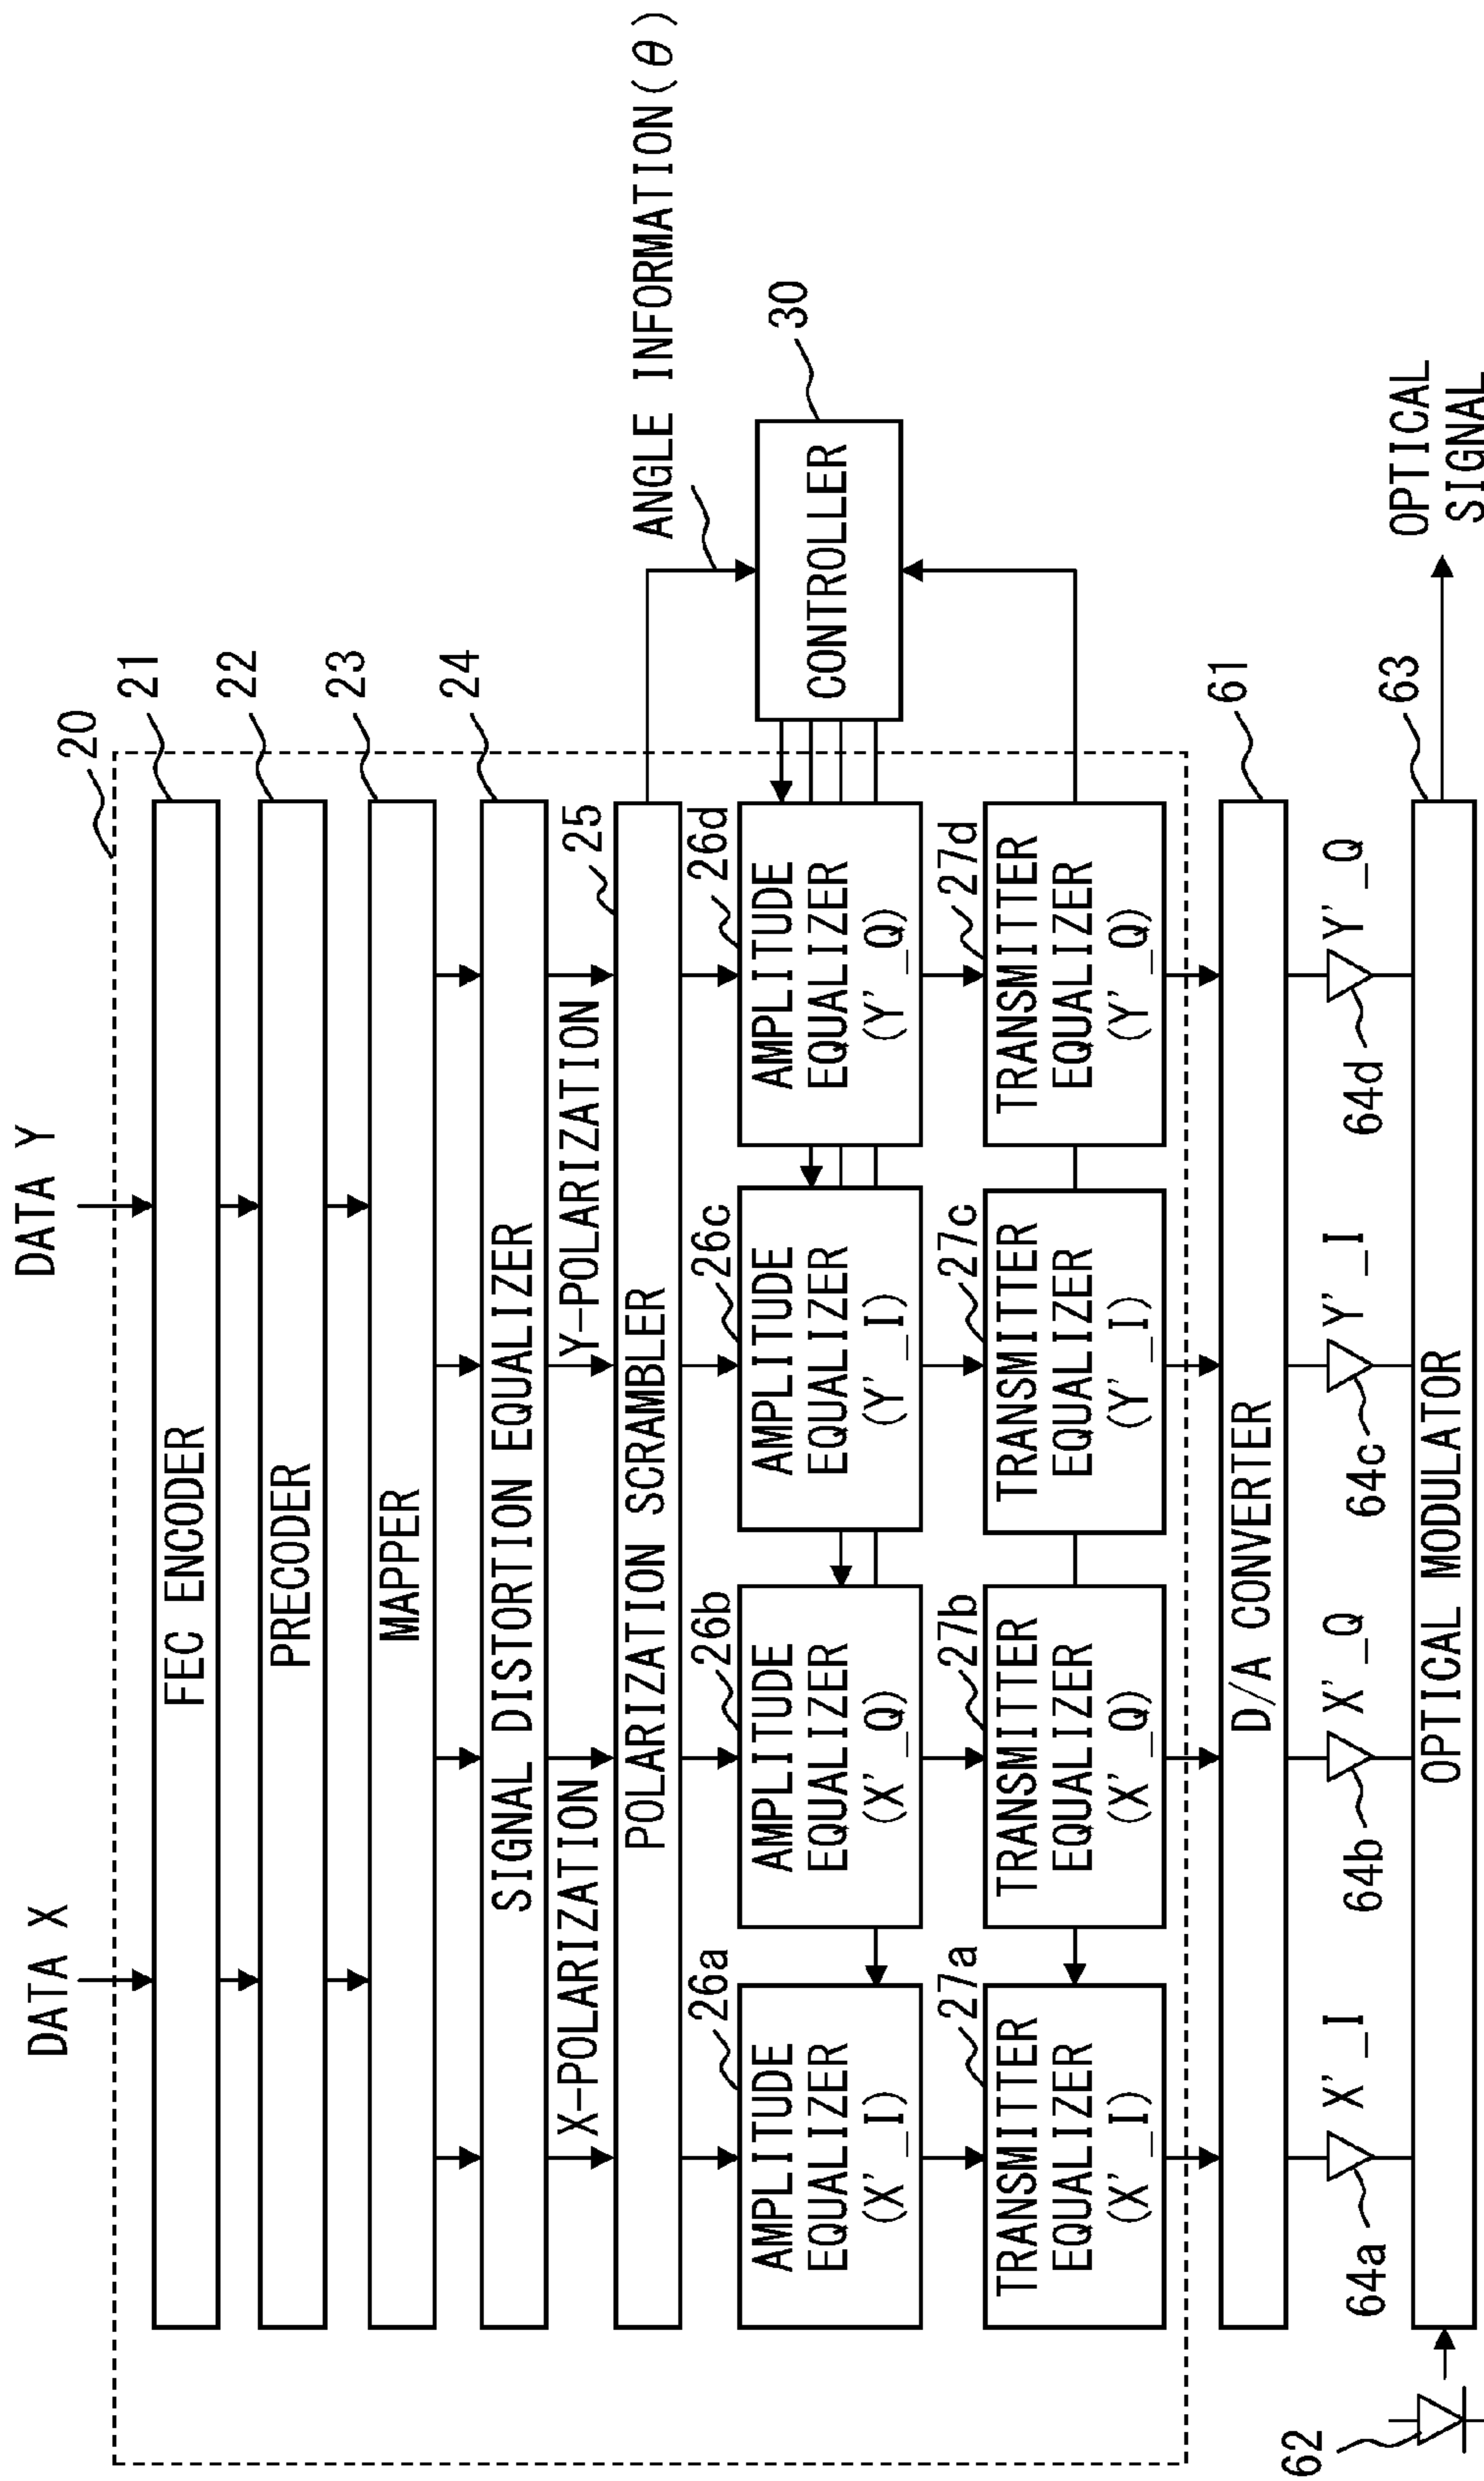 DATA X
DATA Y
20
FEC ENCODER
21
PRECODER
22
MAPPER
23
SIGNAL DISTORTION EQUALIZER
24
X-POLARIZATION
Y-POLARIZATION
25
POLARIZATION SCRAMBLER
ANGLE INFORMATION(θ)
26a
26b
26c
26d
AMPLITUDE
EQUALIZER
(X'_I)
AMPLITUDE
EQUALIZER
(X'_Q)
AMPLITUDE
EQUALIZER
(Y'_I)
AMPLITUDE
EQUALIZER
(Y'_Q)
CONTROLLER
30
27a
27b
27c
27d
TRANSMITTER
EQUALIZER
(X'_I)
TRANSMITTER
EQUALIZER
(X'_Q)
TRANSMITTER
EQUALIZER
(Y'_I)
TRANSMITTER
EQUALIZER
(Y'_Q)
D/A CONVERTER
61
X'_I
X'_Q
Y'_I
Y'_Q
64a
64b
64c
64d
62
OPTICAL MODULATOR
63
OPTICAL
SIGNAL